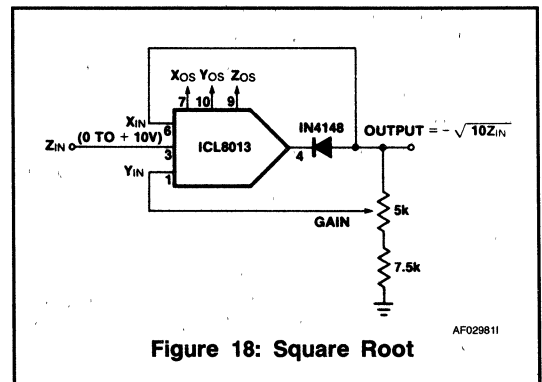 XOS YOS ZOS
7 10 9
XIN
6
IN4148
OUTPUT = - √10ZIN
ZIN (0 TO + 10V)
3
ICL8013
4
YIN
1
5k
GAIN
7.5k
AF02981I
Figure 18: Square Root